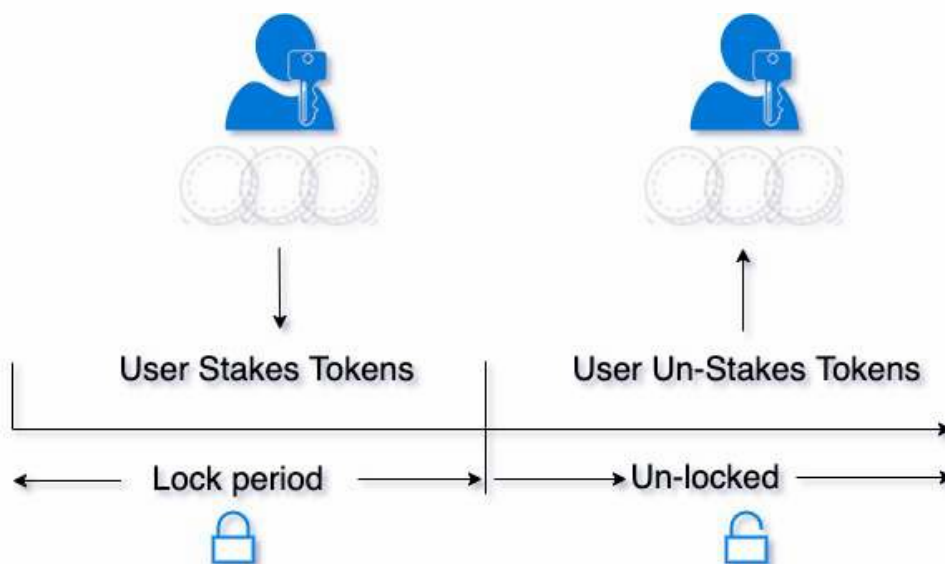 User Stakes Tokens
User Un-Stakes Tokens
Lock period
Un-locked